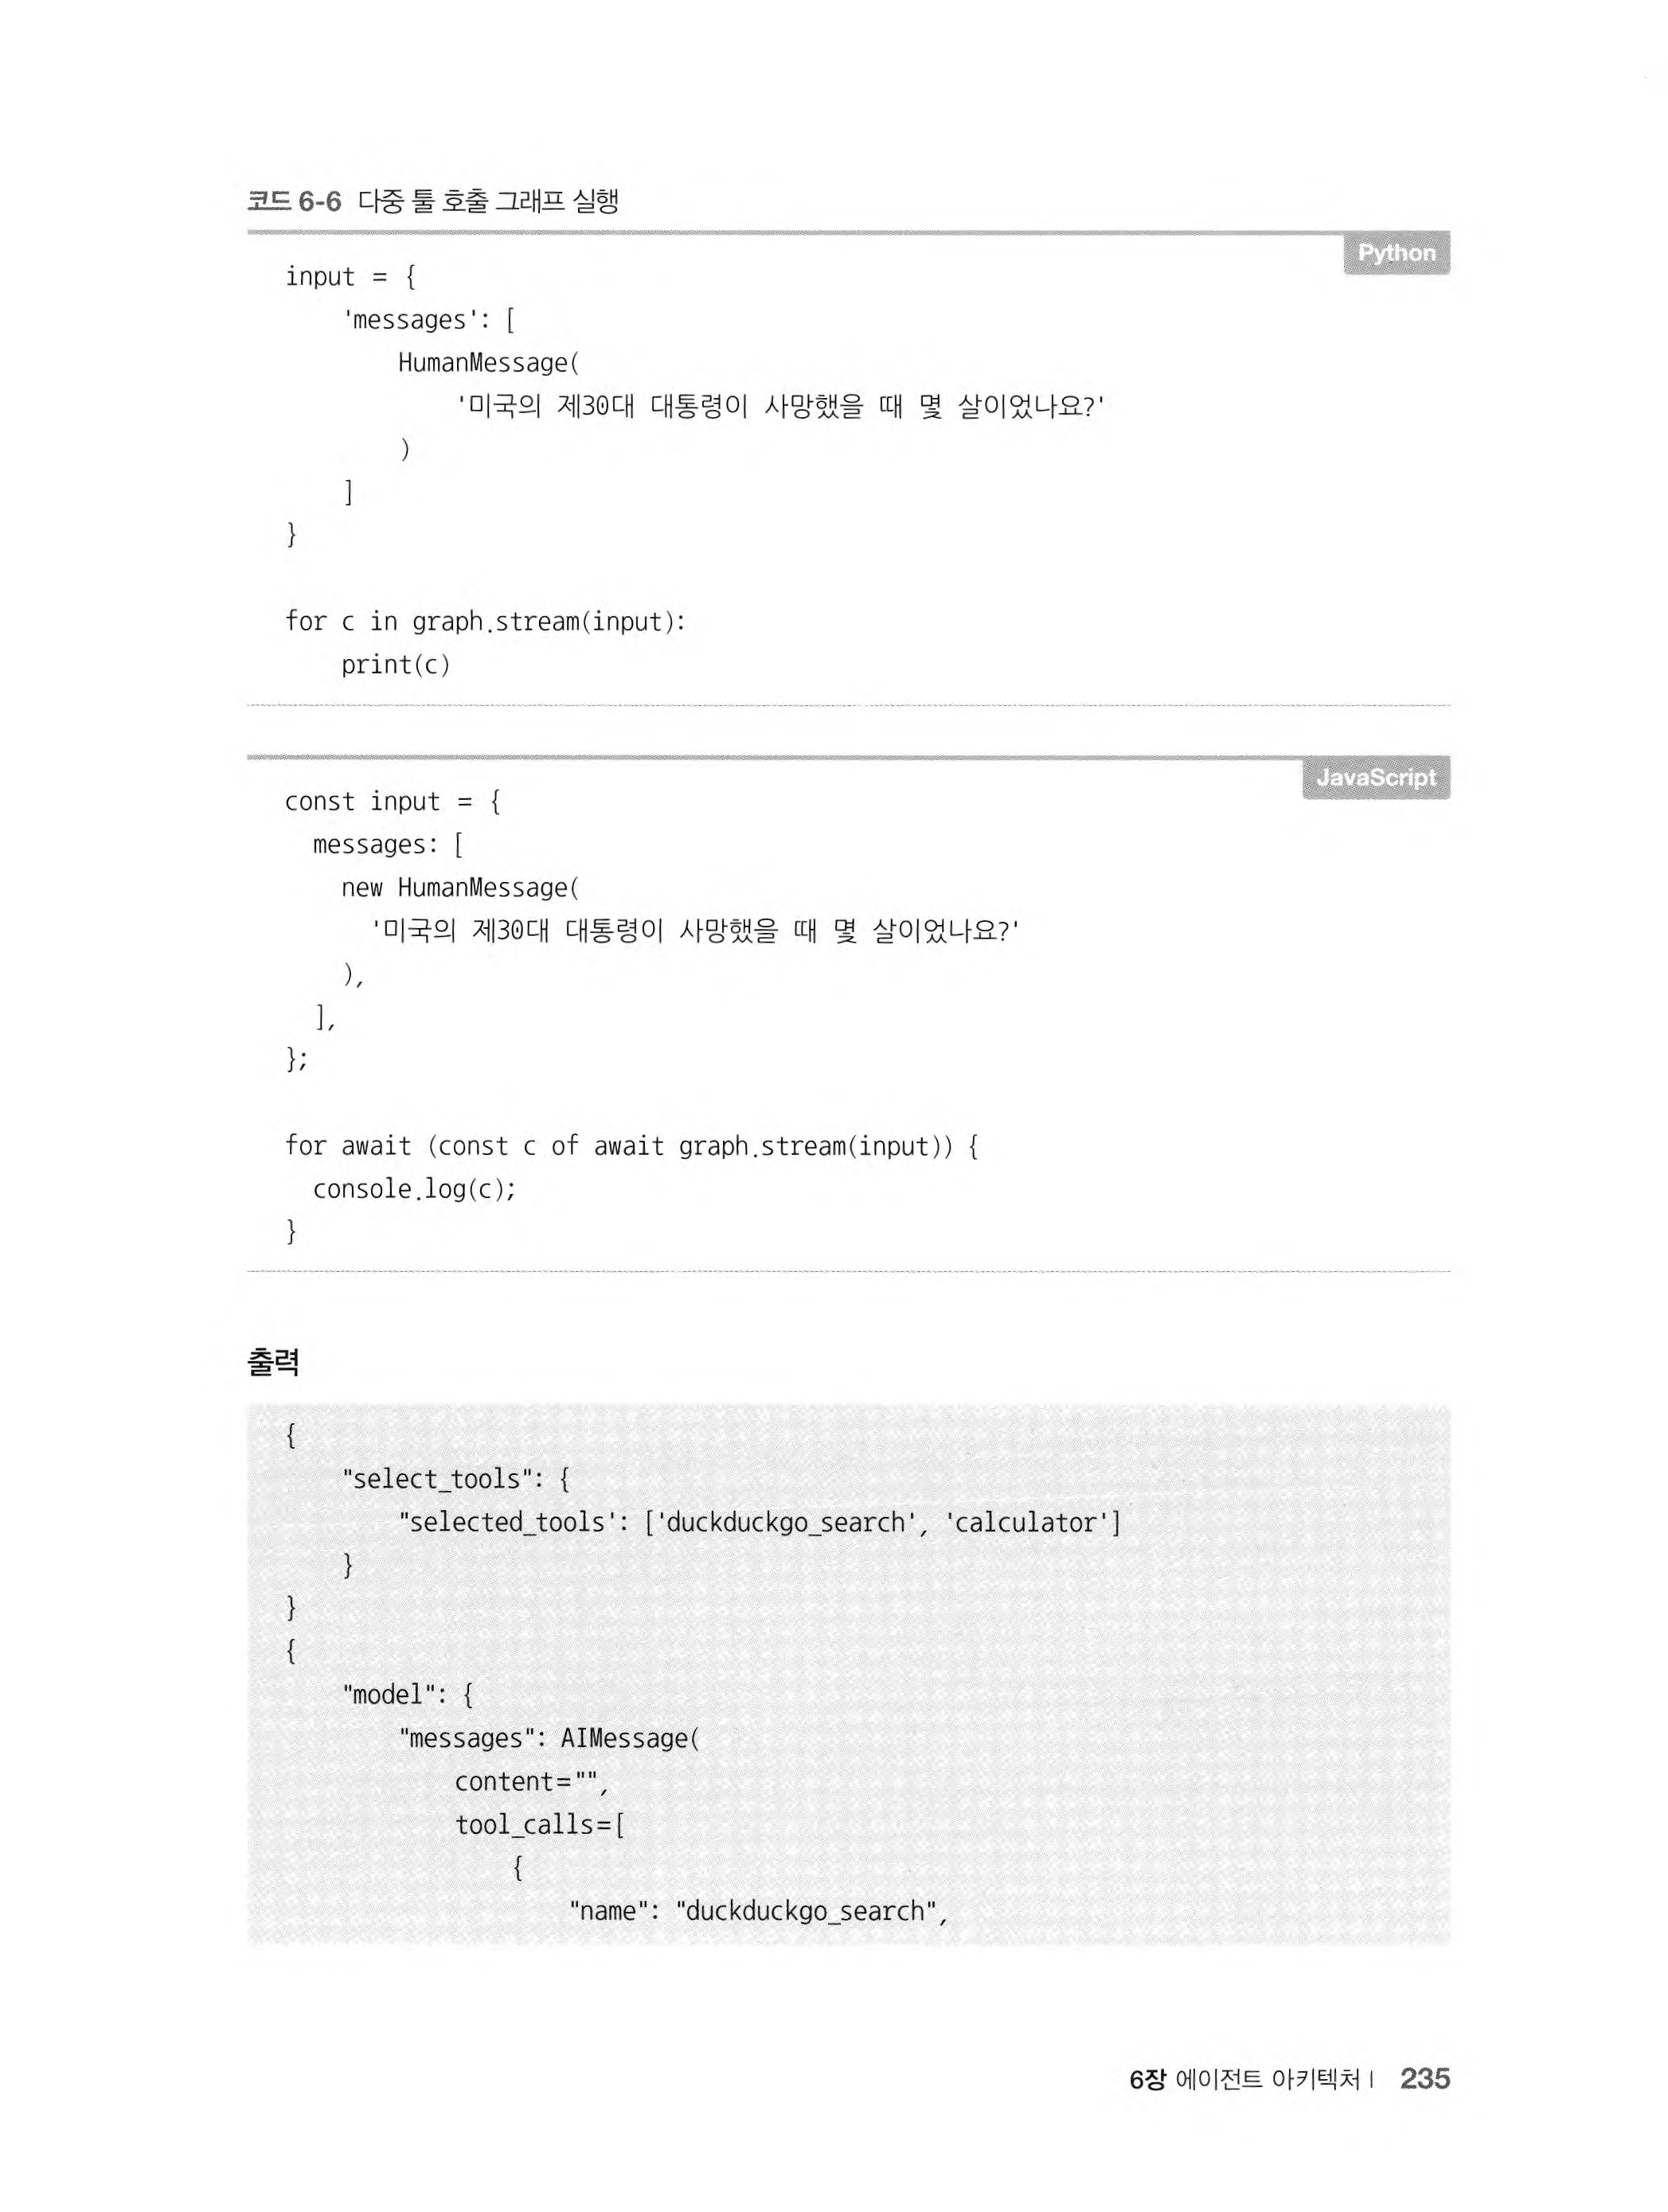 코드 6-6 다중 툴 호출 그래프 실행
Python
input = {
    'messages': [
        HumanMessage(
            '미국의 제30대 대통령이 사망했을 때 몇 살이었나요?'
        )
    ]
}

for c in graph.stream(input):
    print(c)

JavaScript
const input = {
  messages: [
    new HumanMessage(
      '미국의 제30대 대통령이 사망했을 때 몇 살이었나요?'
    ),
  ],
};

for await (const c of await graph.stream(input)) {
  console.log(c);
}

출력
{
    "select_tools": {
        "selected_tools': ['duckduckgo_search', 'calculator']
    }
}
{
    "model": {
        "messages": AIMessage(
            content="",
            tool_calls=[
                {
                    "name": "duckduckgo_search",

6장 에이전트 아키텍처 I 235